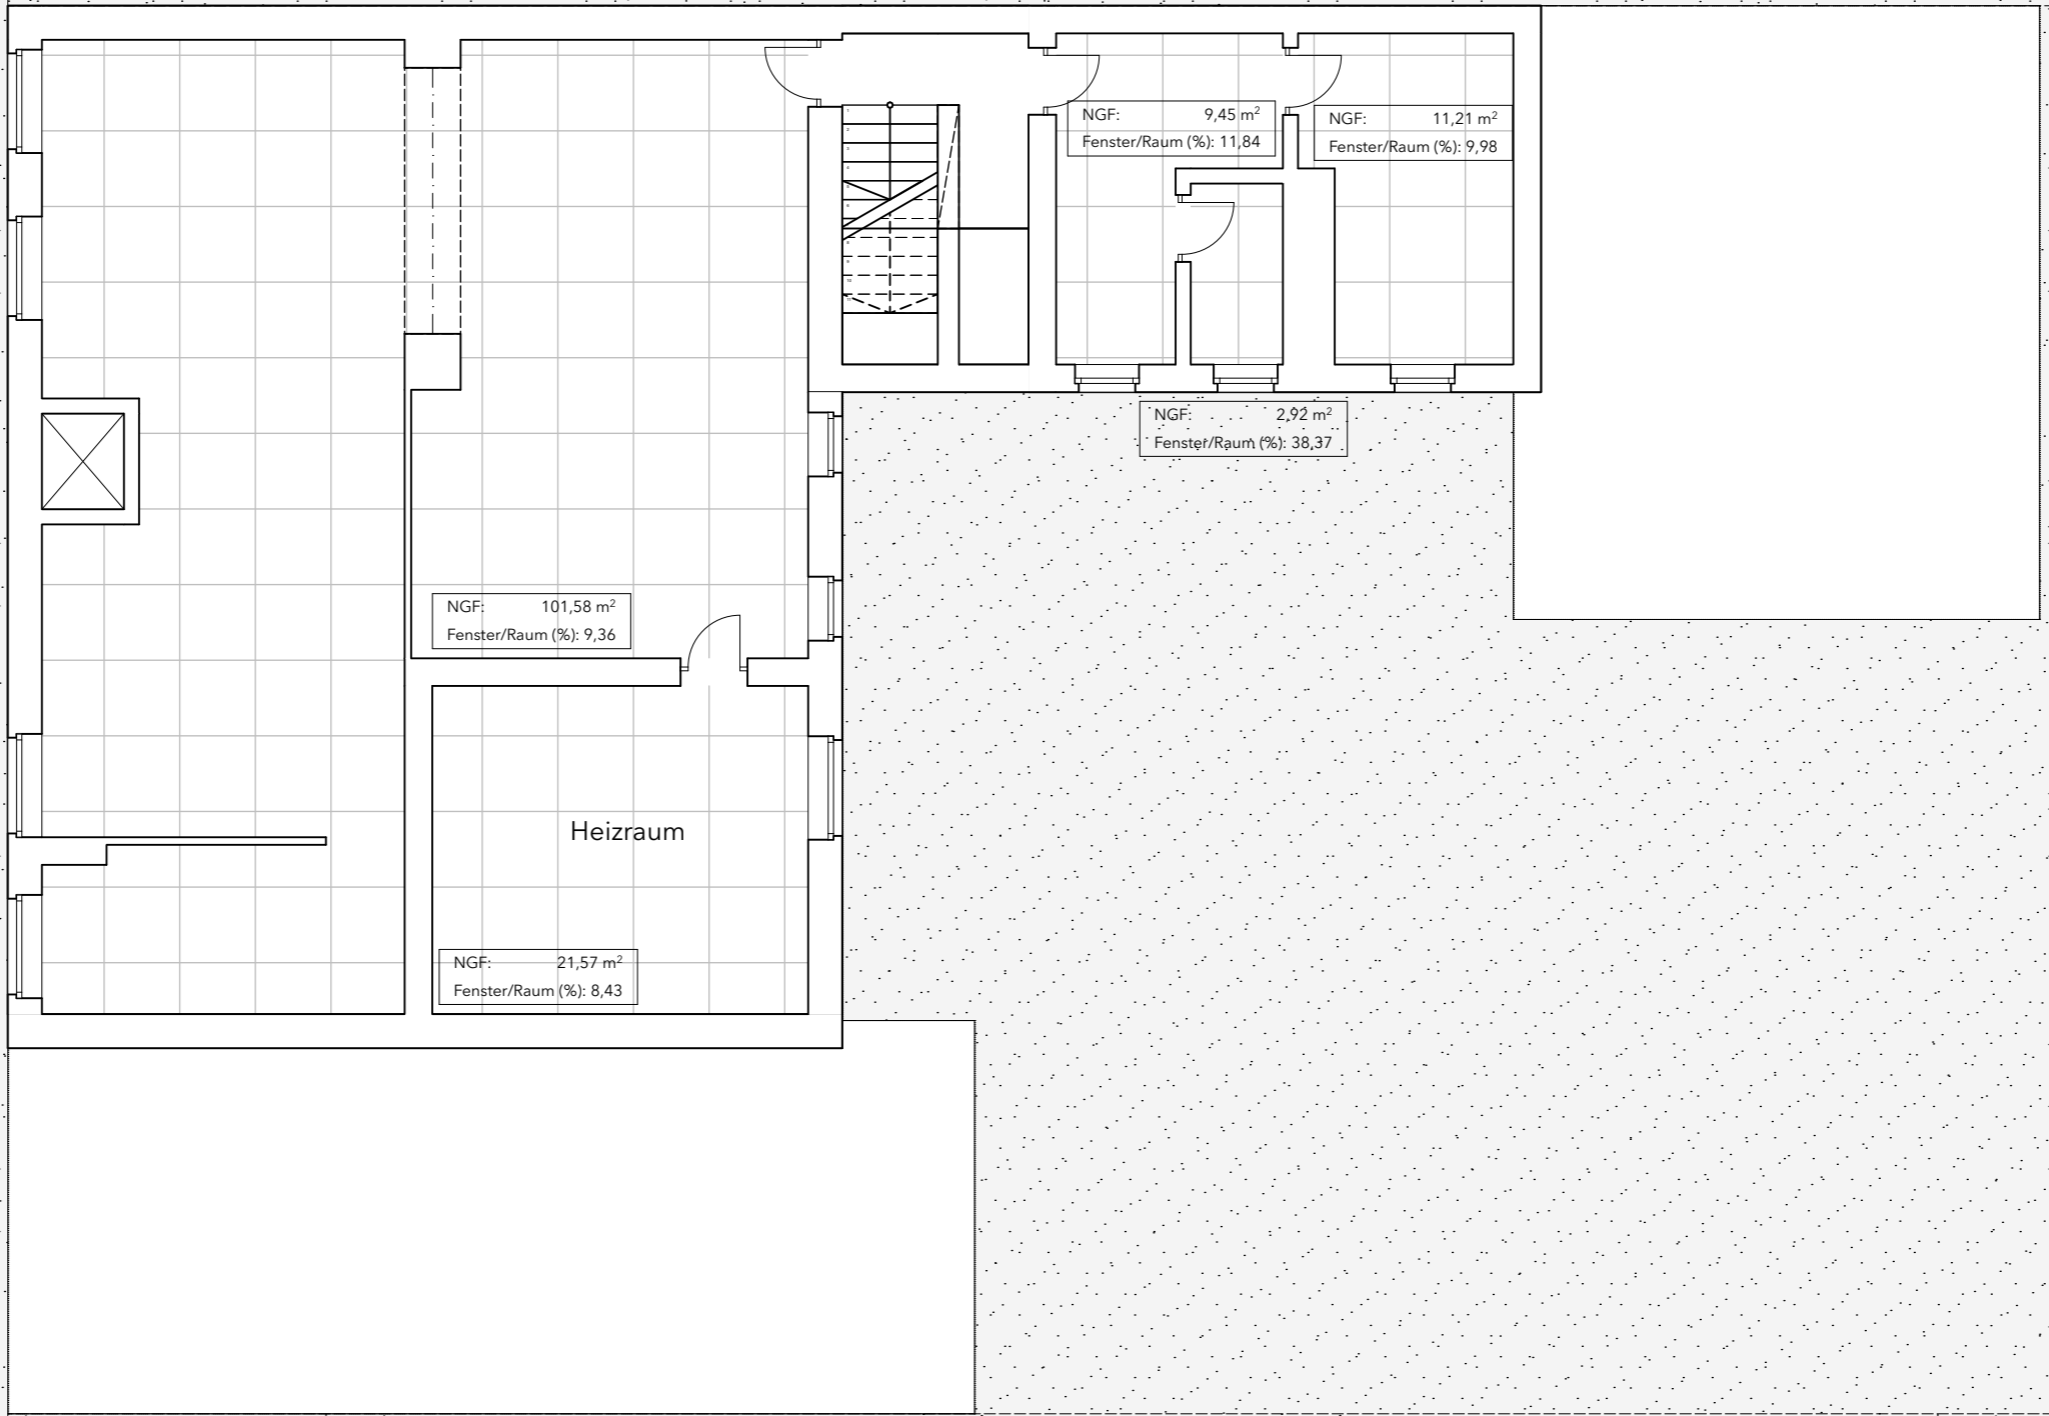 NGF: 9,45 m²
Fenster/Raum (%): 11,84
NGF: 11,21 m²
Fenster/Raum (%): 9,98
NGF: 2,92 m²
Fenster/Raum (%): 38,37
NGF: 101,58 m²
Fenster/Raum (%): 9,36
Heizraum
NGF: 21,57 m²
Fenster/Raum (%): 8,43